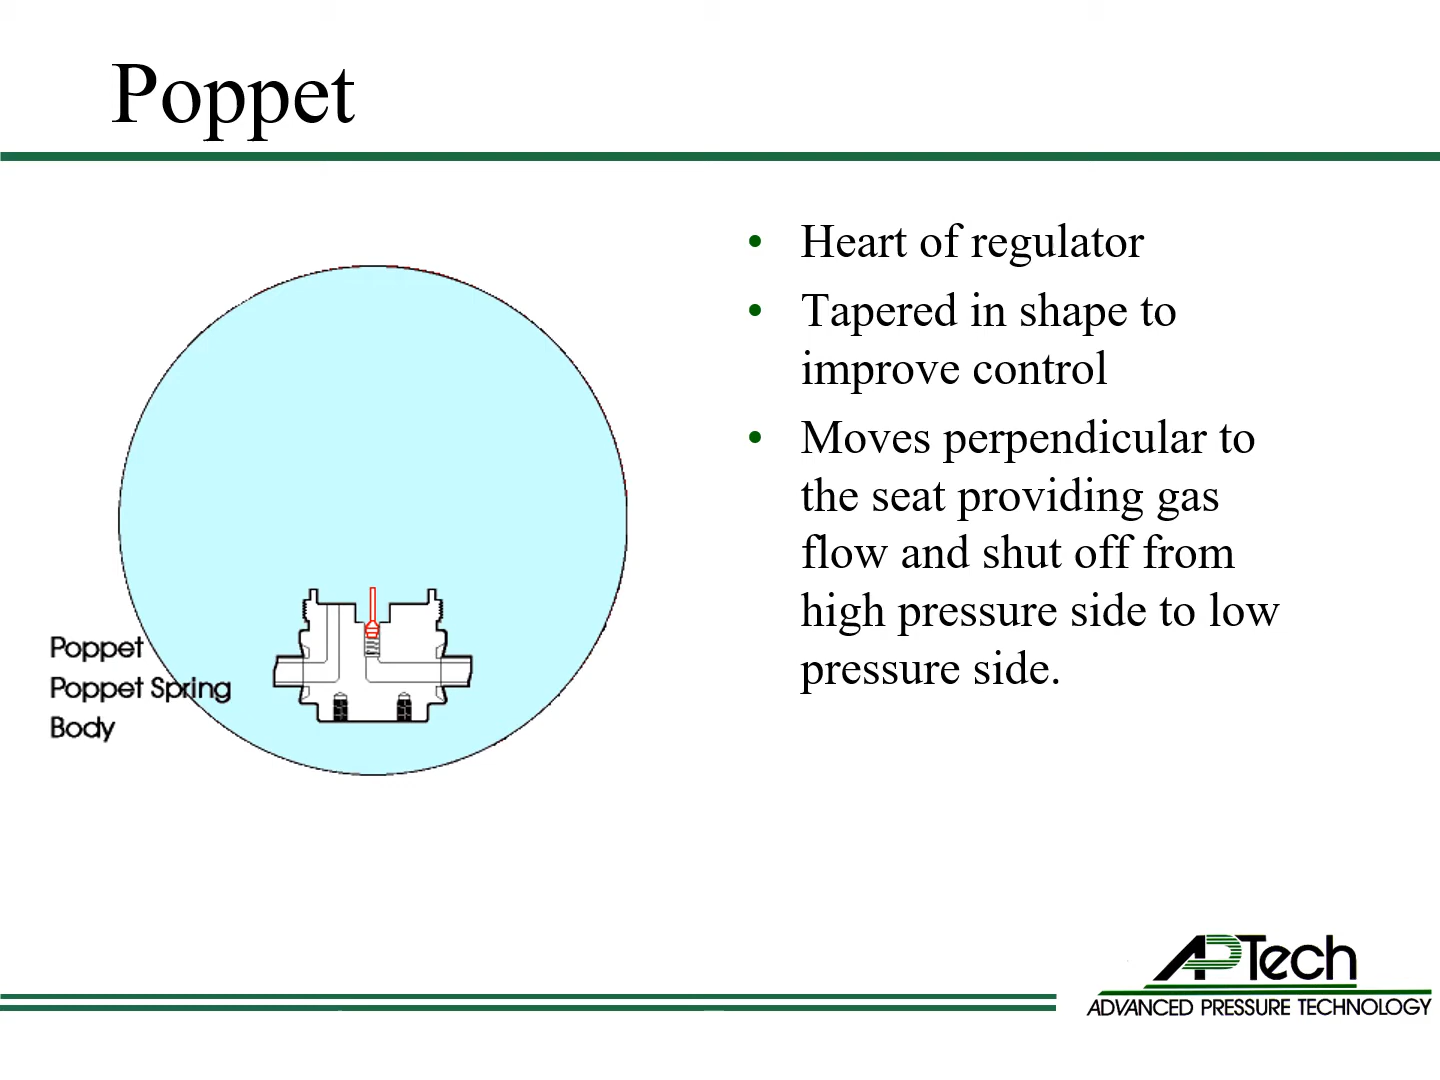 Poppet
• Heart of regulator
• Tapered in shape to
improve control
• Moves perpendicular to
the seat providing gas
flow and shut off from
high pressure side to low
pressure side.
Poppet
Poppet Spring
Body
APTech
ADVANCED PRESSURE TECHNOLOGY